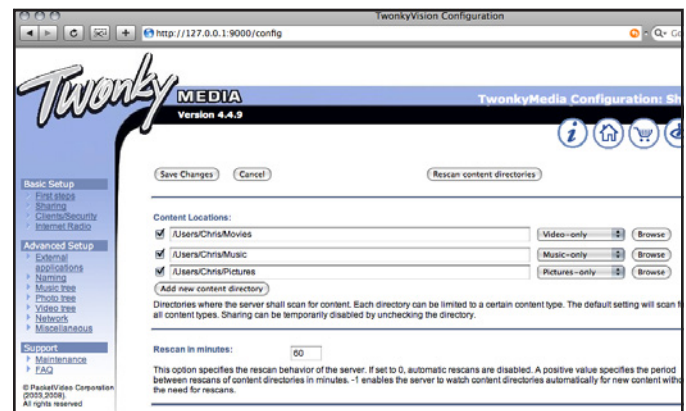 TwonkyVision Configuration
http://127.0.0.1:9000/config
Twonky
MEDIA
TwonkyMedia Configuration: Sh
Version 4.4.9
Save Changes
Cancel
Rescan content directories
Basic Setup
First steps
Sharing
Clients/Security
Internet Radio
Advanced Setup
External
applications
Naming
Music tree
Photo tree
Video tree
Network
Miscellaneous
Support
Maintenance
FAQ
© PacketVideo Corporation
(2003,2008).
All rights reserved
Content Locations:
/Users/Chris/Movies
Video-only
Browse
/Users/Chris/Music
Music-only
Browse
/Users/Chris/Pictures
Pictures-only
Browse
Add new content directory
Directories where the server shall scan for content. Each directory can be limited to a certain content type. The default setting will scan f
all content types. Sharing can be temporarily disabled by unchecking the directory.
Rescan in minutes:
60
This option specifies the rescan behavior of the server. If set to 0, automatic rescans are disabled. A positive value specifies the period
between rescans of content directories in minutes. -1 enables the server to watch content directories automatically for new content witho
the need for rescans.